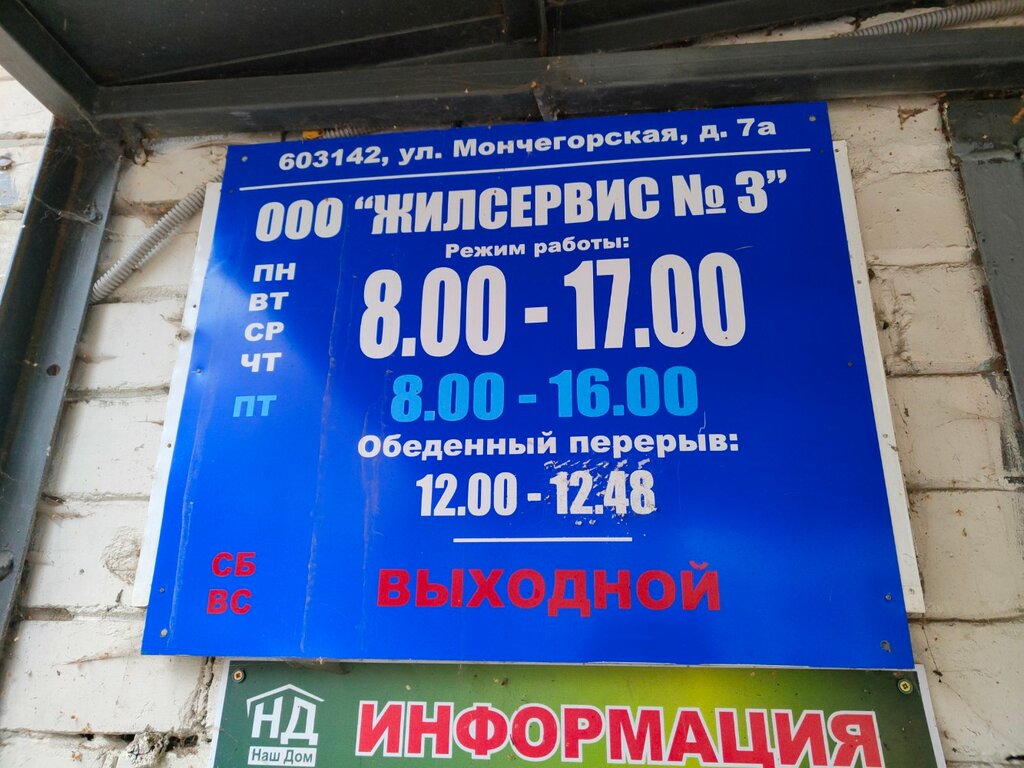 603142, ул. Мончегорская, д. 7а
ООО "ЖИЛСЕРВИС № 3"
Режим работы:
ПН
ВТ
СР
ЧТ
8.00 - 17.00
ПТ 8.00 - 16.00
Обеденный перерыв:
12.00 - 12.48
СБ
ВС
ВЫХОДНОЙ
НД
Наш Дом
ИНФОРМАЦИЯ